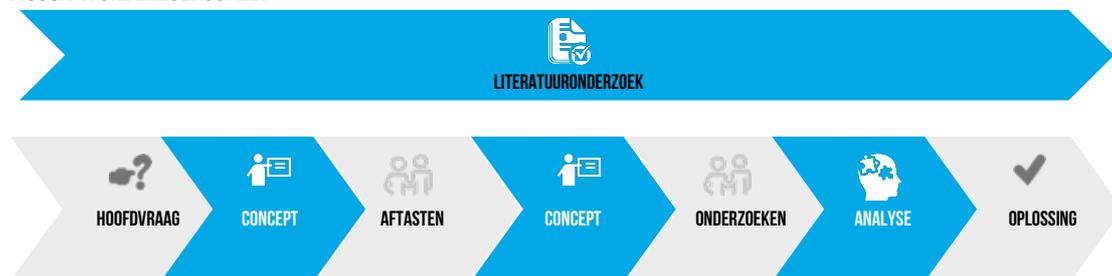 LITERATUURONDERZOEK
HOOFDVRAAG
CONCEPT
AFTASTEN
CONCEPT
ONDERZOEKEN
ANALYSE
OPLOSSING